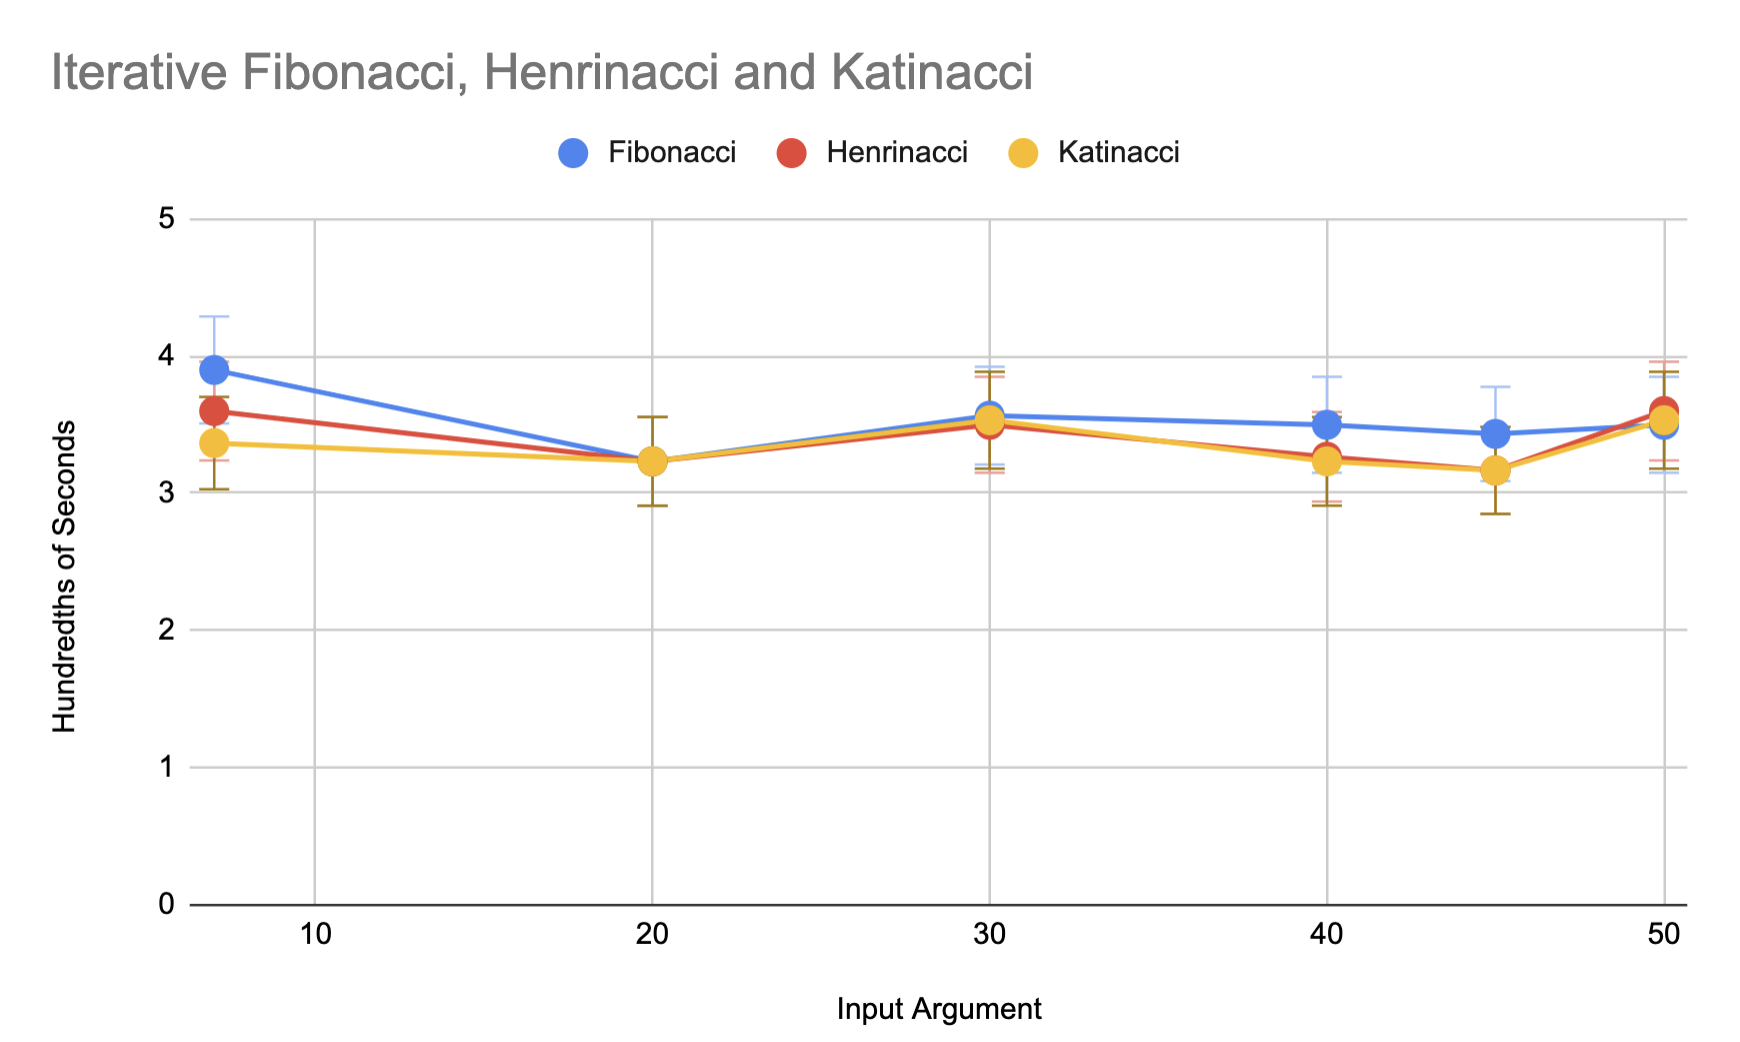 Iterative Fibonacci, Henrinacci and Katinacci
Fibonacci Henrinacci Katinacci
5
4
3
2
1
0
Hundredths of Seconds
10 20 30 40 50
Input Argument